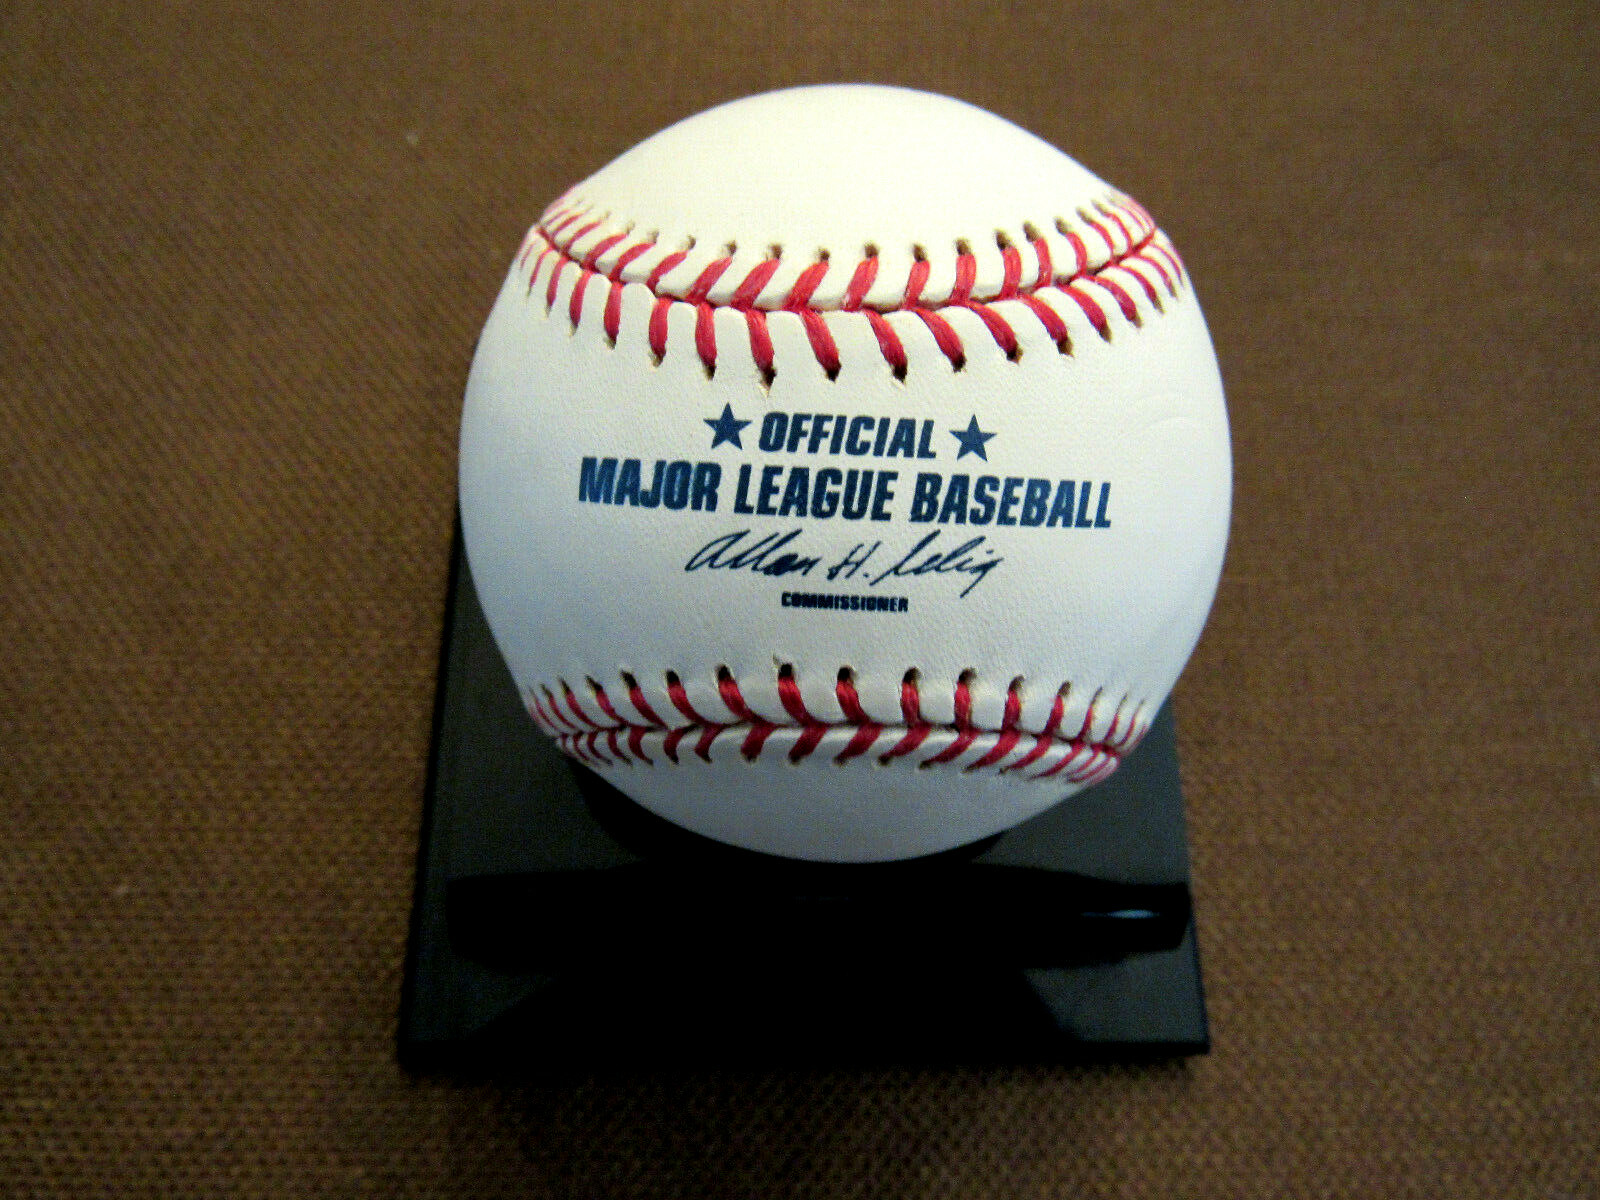 ★ OFFICIAL ★
MAJOR LEAGUE BASEBALL
Allan H. Selig
COMMISSIONER